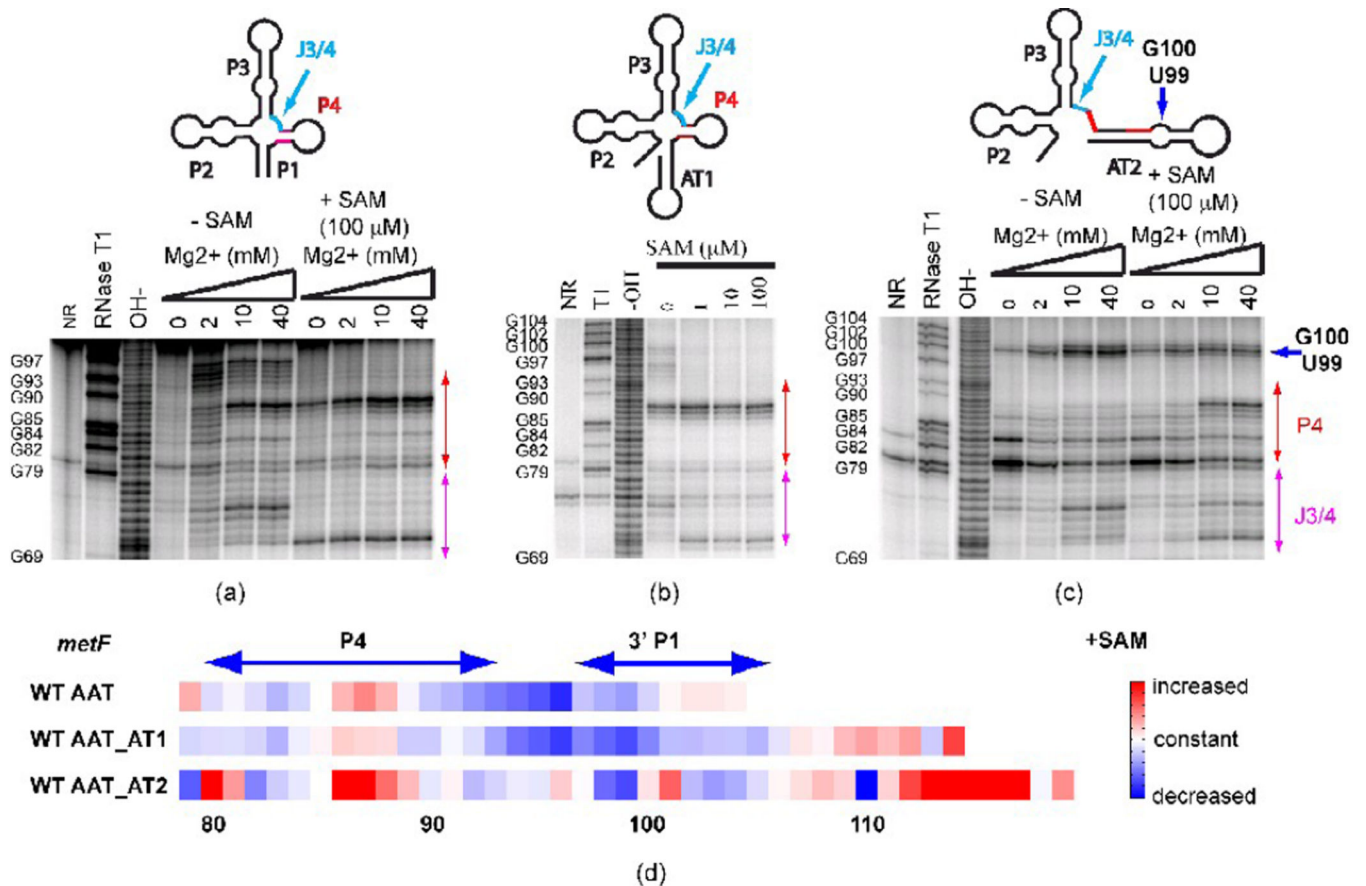 P3
J3/4
P4
P2
P1
- SAM
Mg2+ (mM)
+ SAM
(100 µM)
Mg2+ (mM)
NR
RNase T1
OH-
0
2
10
40
0
2
10
40
G97
G93
G90
G85
G84
G82
G79
G69
(a)
P3
J3/4
P4
P2
AT1
SAM (µM)
NR
T1
1
10
100
G104
G102
G100
G97
G93
G90
G85
G84
G82
G79
(b)
P3
J3/4
G100
U99
P2
AT2
- SAM
Mg2+ (mM)
+ SAM
(100 µM)
Mg2+ (mM)
NR
RNase T1
OH-
0
2
10
40
0
2
10
40
G104
G102
G100
G97
G93
G90
G85
G84
G82
G79
G69
G100
U99
P4
J3/4
(c)
metF
P4
3' P1
+SAM
WT AAT
WT AAT_AT1
WT AAT_AT2
80
90
100
110
increased
constant
decreased
(d)